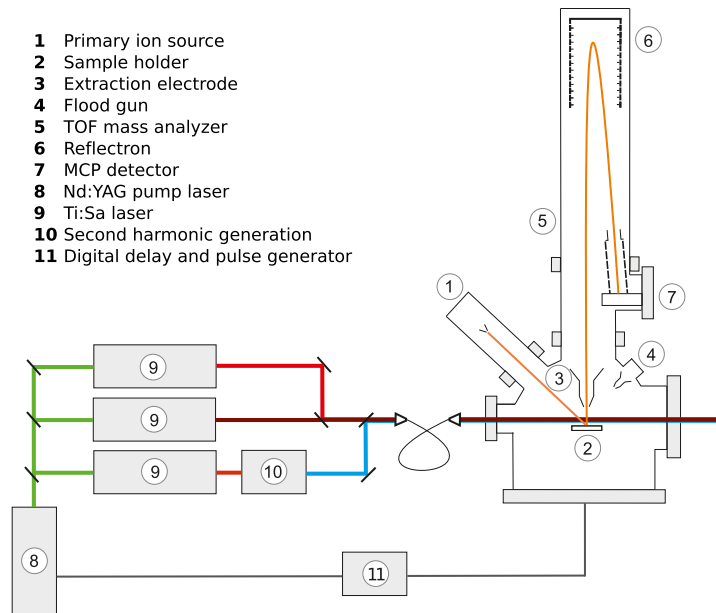 1 Primary ion source
2 Sample holder
3 Extraction electrode
4 Flood gun
5 TOF mass analyzer
6 Reflectron
7 MCP detector
8 Nd:YAG pump laser
9 Ti:Sa laser
10 Second harmonic generation
11 Digital delay and pulse generator
6
5
1
7
4
3
9
9
2
9
10
8
11